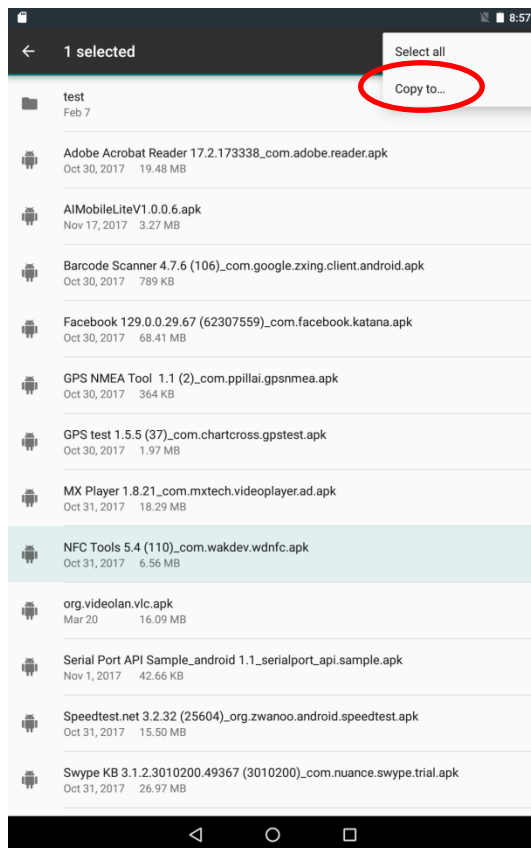 8:57
1 selected
Select all
Copy to...
test
Feb 7
Adobe Acrobat Reader 17.2.173338_com.adobe.reader.apk
Oct 30, 2017 19.48 MB
AIMobileLiteV1.0.0.6.apk
Nov 17, 2017 3.27 MB
Barcode Scanner 4.7.6 (106)_com.google.zxing.client.android.apk
Oct 30, 2017 789 KB
Facebook 129.0.0.29.67 (62307559)_com.facebook.katana.apk
Oct 30, 2017 68.41 MB
GPS NMEA Tool 1.1 (2)_com.ppillai.gpsnmea.apk
Oct 30, 2017 364 KB
GPS test 1.5.5 (37)_com.chartcross.gpstest.apk
Oct 30, 2017 1.97 MB
MX Player 1.8.21_com.mxtech.videoplayer.ad.apk
Oct 31, 2017 18.29 MB
NFC Tools 5.4 (110)_com.wakdev.wdnfc.apk
Oct 31, 2017 6.56 MB
org.videolan.vlc.apk
Mar 20 16.09 MB
Serial Port API Sample_android 1.1_serialport_api.sample.apk
Nov 1, 2017 42.66 KB
Speedtest.net 3.2.32 (25604)_org.zwanoo.android.speedtest.apk
Oct 31, 2017 15.50 MB
Swype KB 3.1.2.3010200.49367 (3010200)_com.nuance.swype.trial.apk
Oct 31, 2017 26.97 MB